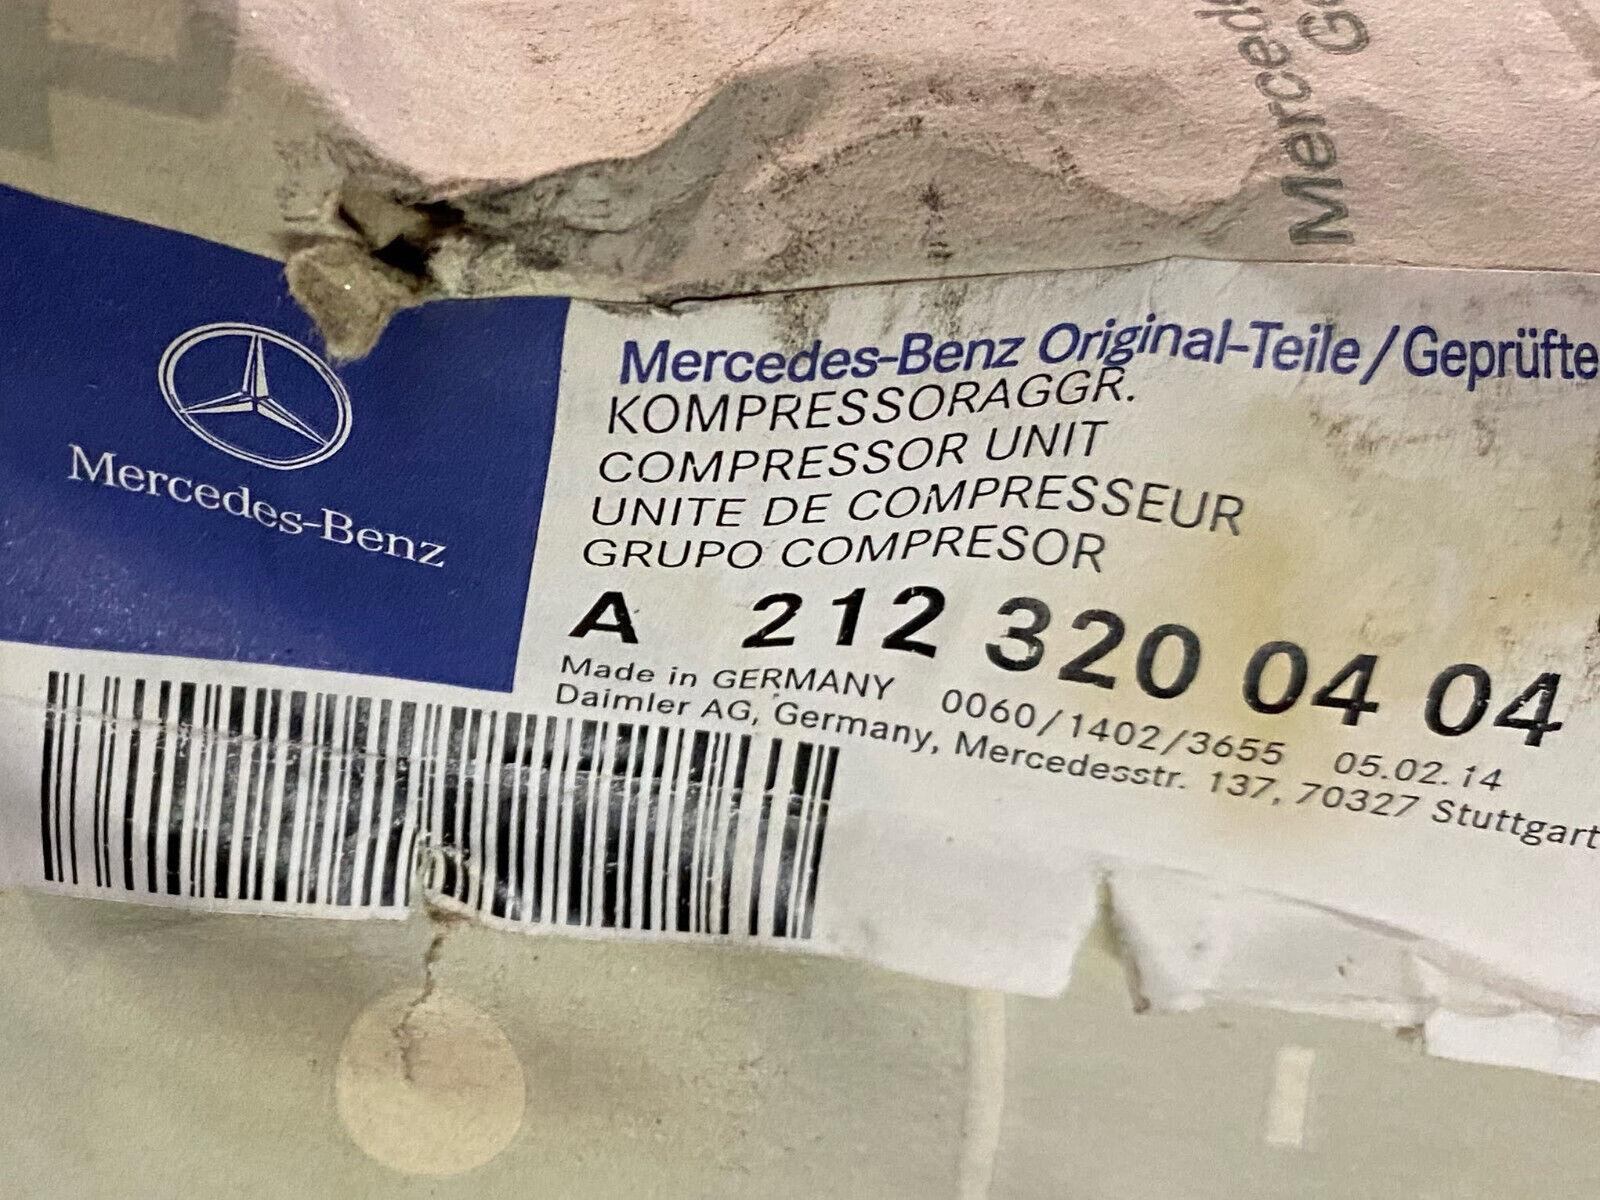 Mercedes
Mercedes-Benz
Mercedes-Benz Original-Teile/Geprüfte
KOMPRESSORAGGR.
COMPRESSOR UNIT
UNITE DE COMPRESSEUR
GRUPO COMPRESOR
A 212 320 04 04
Made in GERMANY 0060/1402/3655 05.02.14
Daimler AG, Germany, Mercedesstr. 137, 70327 Stuttgart